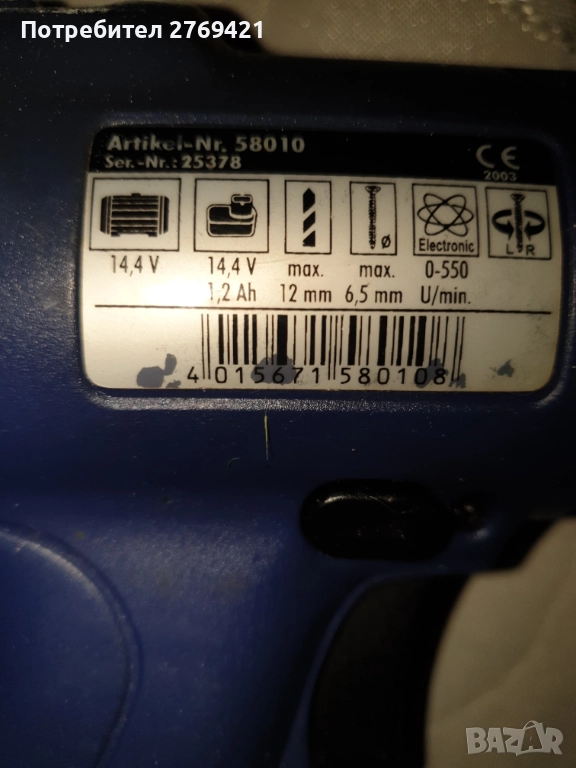 Потребител 2769421
Artikel-Nr. 58010
Ser.-Nr.: 25378
CE
2003
ø
Electronic
L R
14,4 V 14,4 V max. max. 0-550
1,2 Ah 12 mm 6,5 mm U/min.
4 015671 580108
BAZAR